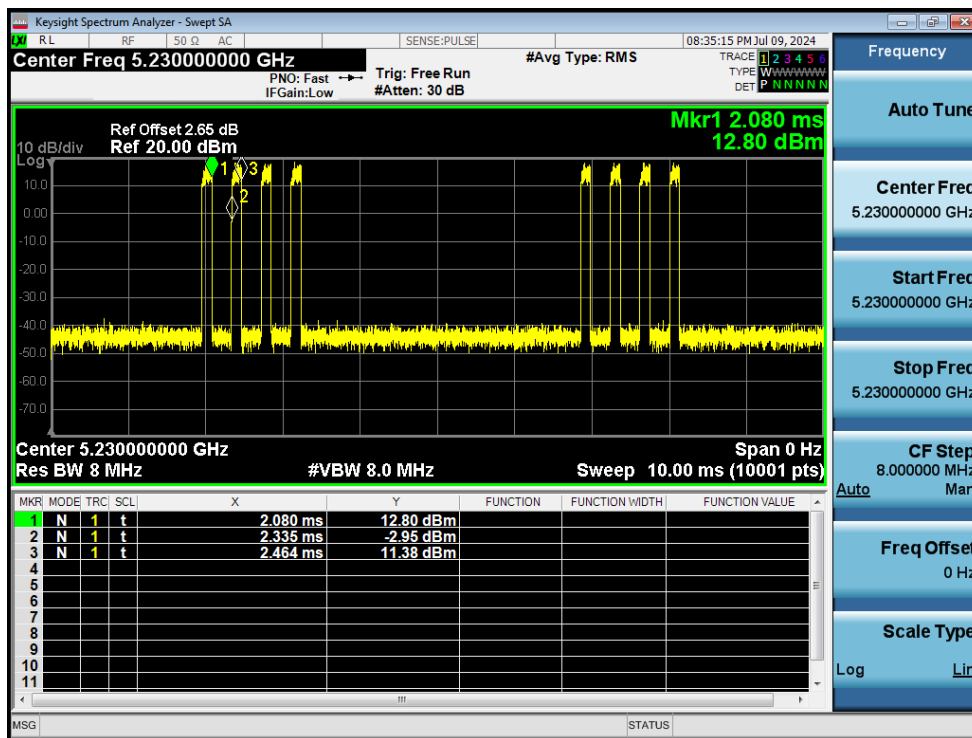 Keysight Spectrum Analyzer - Swept SA
LXI RL RF 50 Ω AC SENSE:PULSE 08:35:15 PM Jul 09, 2024
Center Freq 5.230000000 GHz
PNO: Fast
IFGain:Low
Trig: Free Run
#Atten: 30 dB
#Avg Type: RMS
TRACE 1 2 3 4 5 6
TYPE WWWWWW
DET P N N N N N
Mkr1 2.080 ms
12.80 dBm
Ref Offset 2.65 dB
10 dB/div Ref 20.00 dBm
Log
1
2
3
10.0
0.00
-10.0
-20.0
-30.0
-40.0
-50.0
-60.0
-70.0
Center 5.230000000 GHz Span 0 Hz
Res BW 8 MHz #VBW 8.0 MHz Sweep 10.00 ms (10001 pts)
MKR MODE TRC SCL X Y FUNCTION FUNCTION WIDTH FUNCTION VALUE
1 N 1 t 2.080 ms 12.80 dBm
2 N 1 t 2.335 ms -2.95 dBm
3 N 1 t 2.464 ms 11.38 dBm
4
5
6
7
8
9
10
11
MSG STATUS
Frequency
Auto Tune
Center Freq
5.230000000 GHz
Start Freq
5.230000000 GHz
Stop Freq
5.230000000 GHz
CF Step
8.000000 MHz
Auto Man
Freq Offset
0 Hz
Scale Type
Log Lin